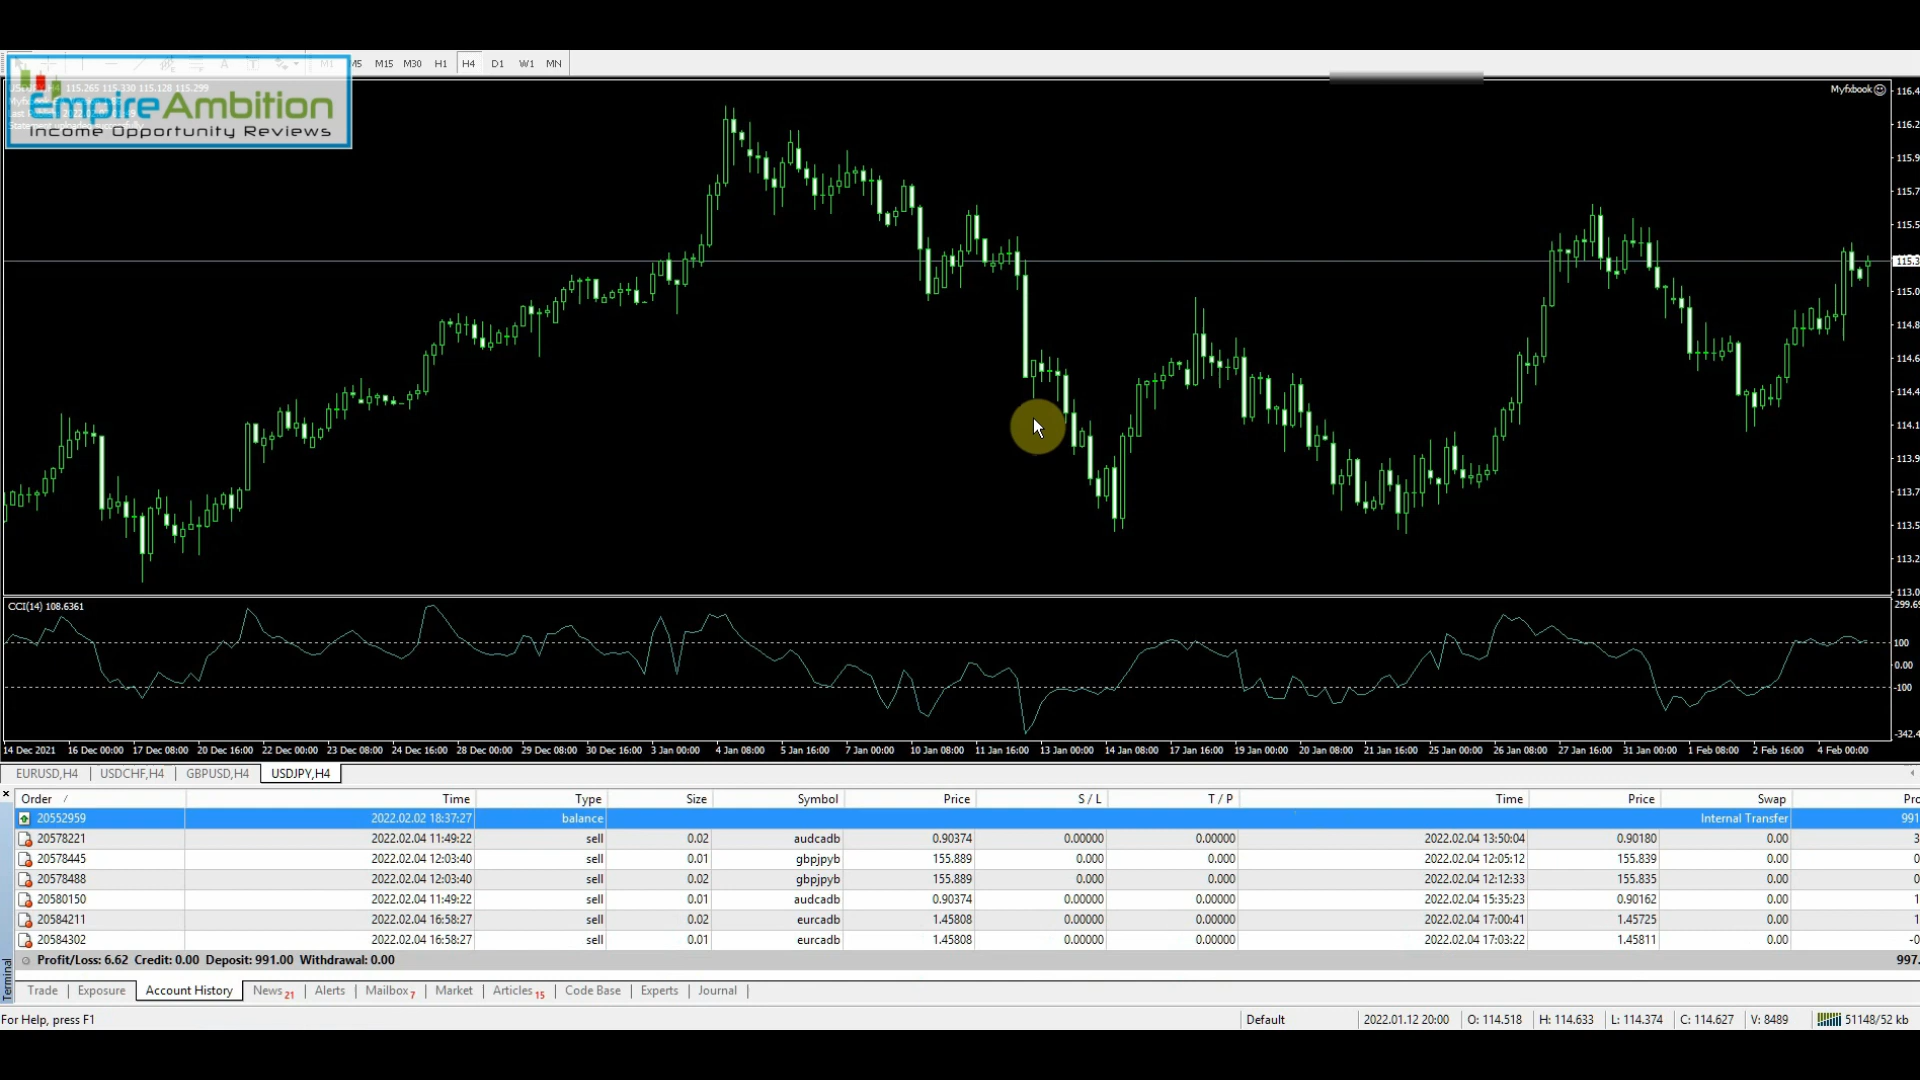 M1 M5 M15 M30 H1 H4 D1 W1 MN
115.265 115.330 115.128 115.299
EmpireAmbition
Income Opportunity Reviews
Myfxbook
116.4
116.2
115.9
115.7
115.5
115.3
115.0
114.8
114.6
114.4
114.1
113.9
113.7
113.5
113.2
113.0
CCI(14) 108.6361
299.69
100
0.00
-100
-342.4
14 Dec 2021 16 Dec 00:00 17 Dec 08:00 20 Dec 16:00 22 Dec 00:00 23 Dec 08:00 24 Dec 16:00 28 Dec 00:00 29 Dec 08:00 30 Dec 16:00 3 Jan 00:00 4 Jan 08:00 5 Jan 16:00 7 Jan 00:00 10 Jan 08:00 11 Jan 16:00 13 Jan 00:00 14 Jan 08:00 17 Jan 16:00 19 Jan 00:00 20 Jan 08:00 21 Jan 16:00 25 Jan 00:00 26 Jan 08:00 27 Jan 16:00 31 Jan 00:00 1 Feb 08:00 2 Feb 16:00 4 Feb 00:00
EURUSD,H4 USDCHF,H4 GBPUSD,H4 USDJPY,H4
Order / Time Type Size Symbol Price S / L T / P Time Price Swap Pro
20552959 2022.02.02 18:37:27 balance Internal Transfer 991
20578221 2022.02.04 11:49:22 sell 0.02 audcadb 0.90374 0.00000 0.00000 2022.02.04 13:50:04 0.90180 0.00 3
20578445 2022.02.04 12:03:40 sell 0.01 gbpjpyb 155.889 0.000 0.000 2022.02.04 12:05:12 155.839 0.00 0
20578488 2022.02.04 12:03:40 sell 0.02 gbpjpyb 155.889 0.000 0.000 2022.02.04 12:12:33 155.835 0.00 0
20580150 2022.02.04 11:49:22 sell 0.01 audcadb 0.90374 0.00000 0.00000 2022.02.04 15:35:23 0.90162 0.00 1
20584211 2022.02.04 16:58:27 sell 0.02 eurcadb 1.45808 0.00000 0.00000 2022.02.04 17:00:41 1.45725 0.00 1
20584302 2022.02.04 16:58:27 sell 0.01 eurcadb 1.45808 0.00000 0.00000 2022.02.04 17:03:22 1.45811 0.00 -0
Profit/Loss: 6.62 Credit: 0.00 Deposit: 991.00 Withdrawal: 0.00 997.
Terminal
Trade Exposure Account History News 21 Alerts Mailbox 7 Market Articles 15 Code Base Experts Journal
For Help, press F1 Default 2022.01.12 20:00 O: 114.518 H: 114.633 L: 114.374 C: 114.627 V: 8489 51148/52 kb